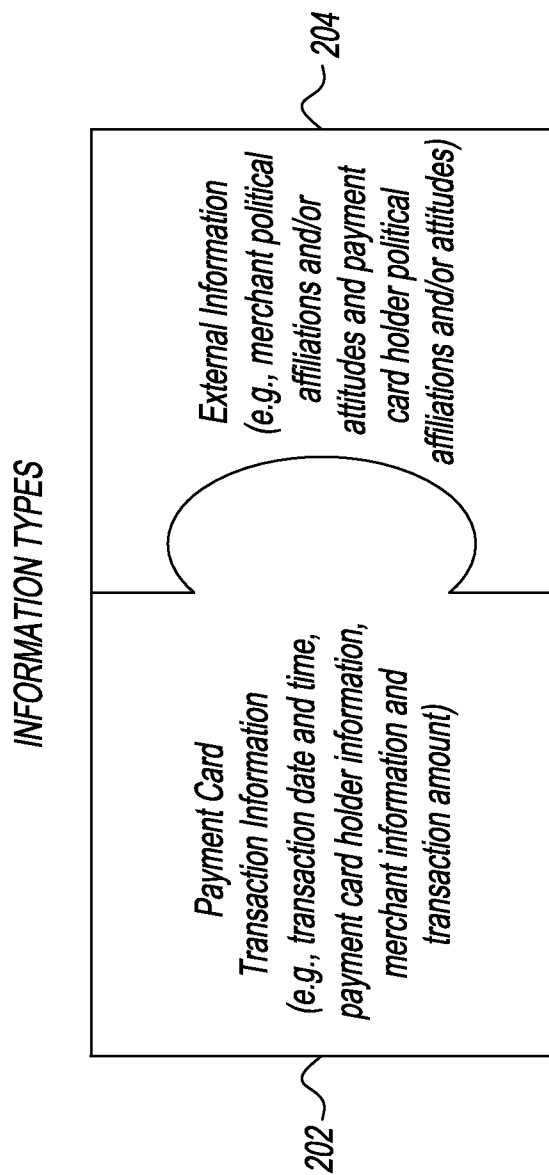 INFORMATION TYPES
202
Payment Card
Transaction Information
(e.g., transaction date and time,
payment card holder information,
merchant information and
transaction amount)
External Information
(e.g., merchant political
affiliations and/or
attitudes and payment
card holder political
affiliations and/or attitudes)
204